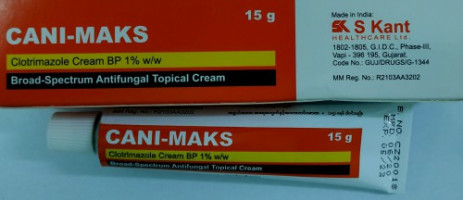 15 g
CANI-MAKS
Clotrimazole Cream BP 1% w/w
Broad-Spectrum Antifungal Topical Cream
Made in India:
SK S Kant
HEALTHCARE Ltd.
1802-1805, G.I.D.C., Phase-III,
Vapi - 396 195, Gujarat.
Code No.: GUJ/DRUGS/G-1344
MM Reg. No.: R2103AA3202
CANI-MAKS
15 g
Clotrimazole Cream BP 1% w/w
Broad-Spectrum Antifungal Topical Cream